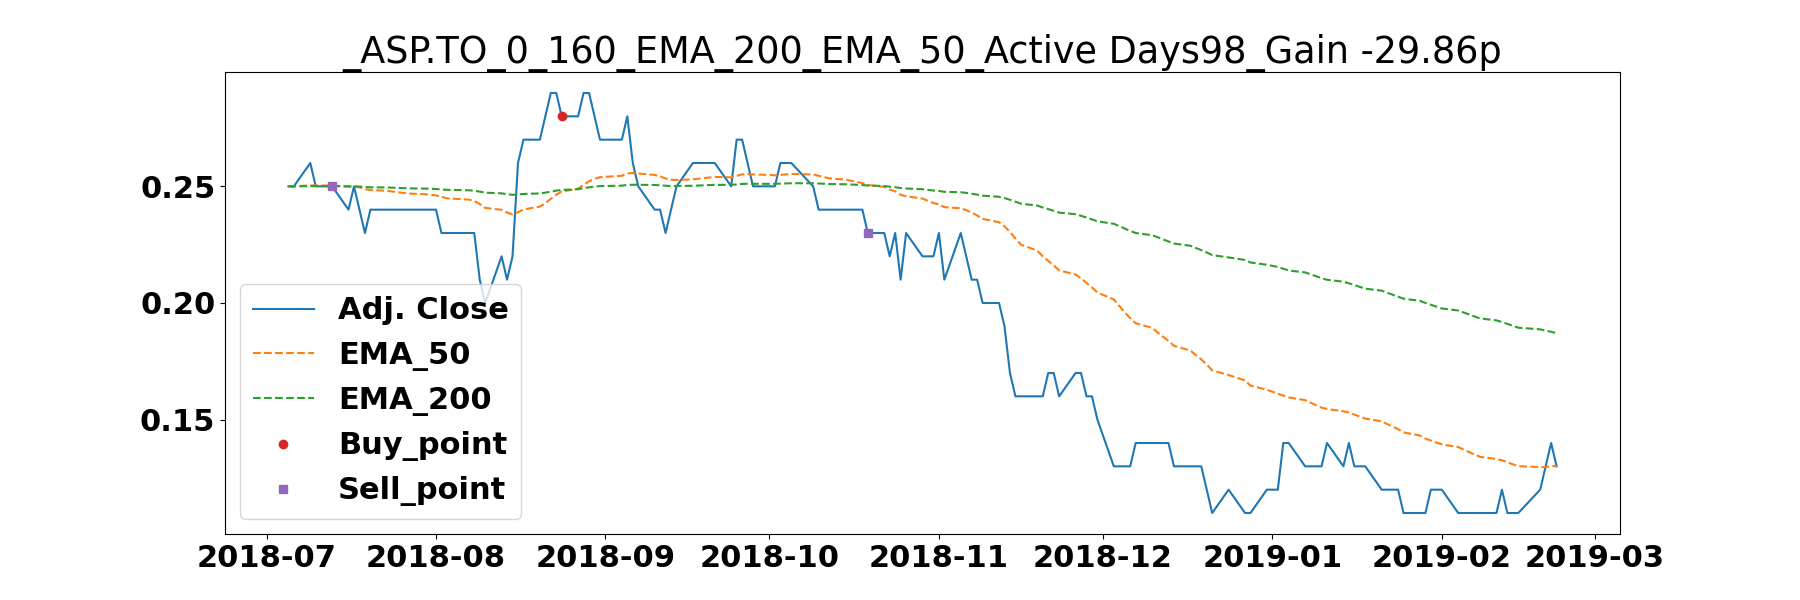 _ASP.TO_0_160_EMA_200_EMA_50_Active Days98_Gain -29.86p
0.25
0.20
0.15
Adj. Close
EMA_50
EMA_200
Buy_point
Sell_point
2018-07 2018-08 2018-09 2018-10 2018-11 2018-12 2019-01 2019-02 2019-03